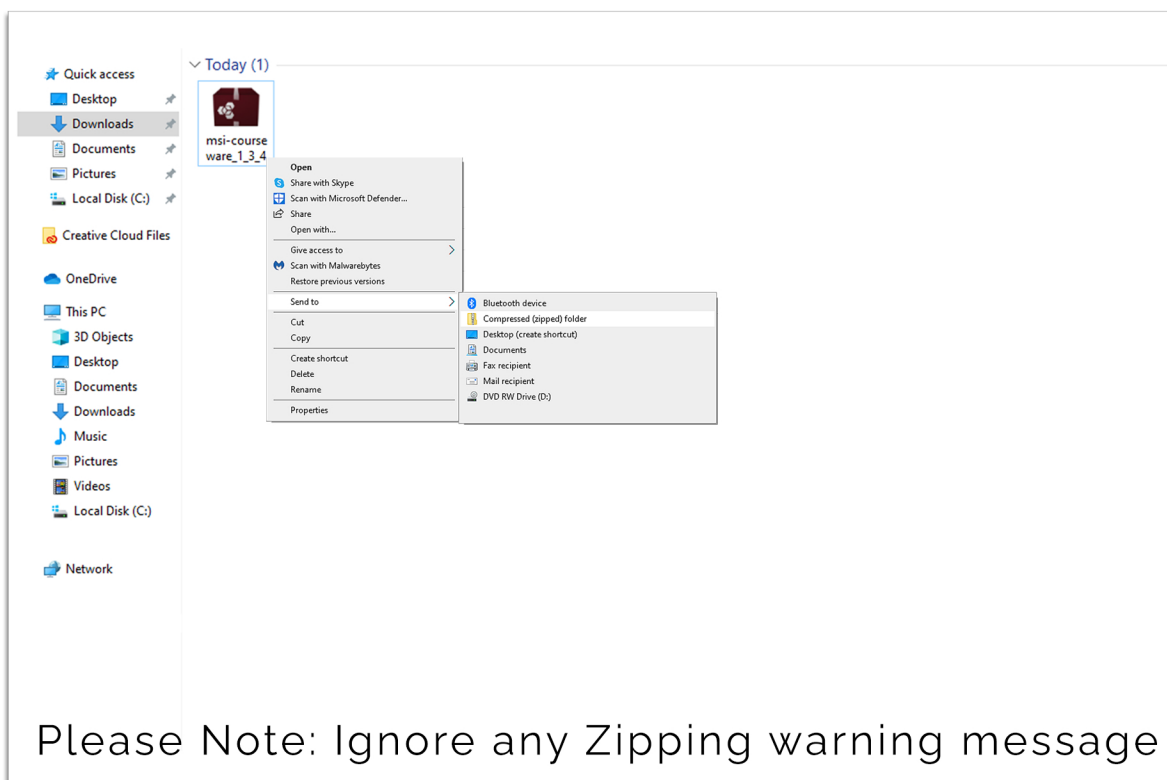 Quick access
Desktop
Downloads
Documents
Pictures
Local Disk (C:)
Creative Cloud Files
OneDrive
This PC
3D Objects
Desktop
Documents
Downloads
Music
Pictures
Videos
Local Disk (C:)
Network
Today (1)
msi-course
ware_1_3_4
Open
Share with Skype
Scan with Microsoft Defender...
Share
Open with...
Give access to
Scan with Malwarebytes
Restore previous versions
Send to
Cut
Copy
Create shortcut
Delete
Rename
Properties
Bluetooth device
Compressed (zipped) folder
Desktop (create shortcut)
Documents
Fax recipient
Mail recipient
DVD RW Drive (D:)
Please Note: Ignore any Zipping warning message